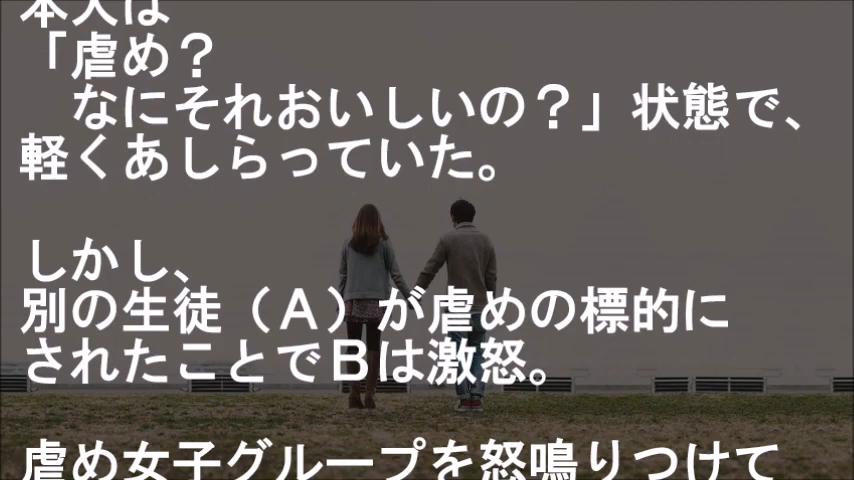 本人は
「虐め？
　なにそれおいしいの？」状態で、
軽くあしらっていた。
しかし、
別の生徒（Ａ）が虐めの標的に
されたことでＢは激怒。
虐め女子グループを怒鳴りつけて